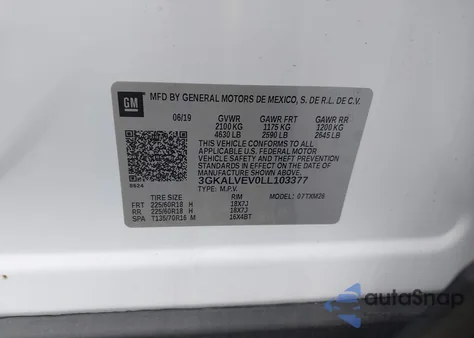 GM
MFD BY GENERAL MOTORS DE MEXICO, S. DE R.L. DE C.V.
06/19 GVWR GAWR FRT GAWR RR
2100 KG 1175 KG 1200 KG
4630 LB 2590 LB 2645 LB
THIS VEHICLE CONFORMS TO ALL APPLICABLE
U.S. FEDERAL MOTOR VEHICLE
SAFETY, BUMPER, AND
THEFT PREVENTION STANDARDS IN EFFECT ON THE
DATE OF MANUFACTURE SHOWN ABOVE.
3GKALVEV0LL103377
TYPE: M.P.V. MODEL: 07TXM26
8624
TIRE SIZE RIM
FRT 225/60R18 H 18X7J
RR 225/60R18 H 18X7J
SPA T135/70R16 M 16X4BT
autoSnap